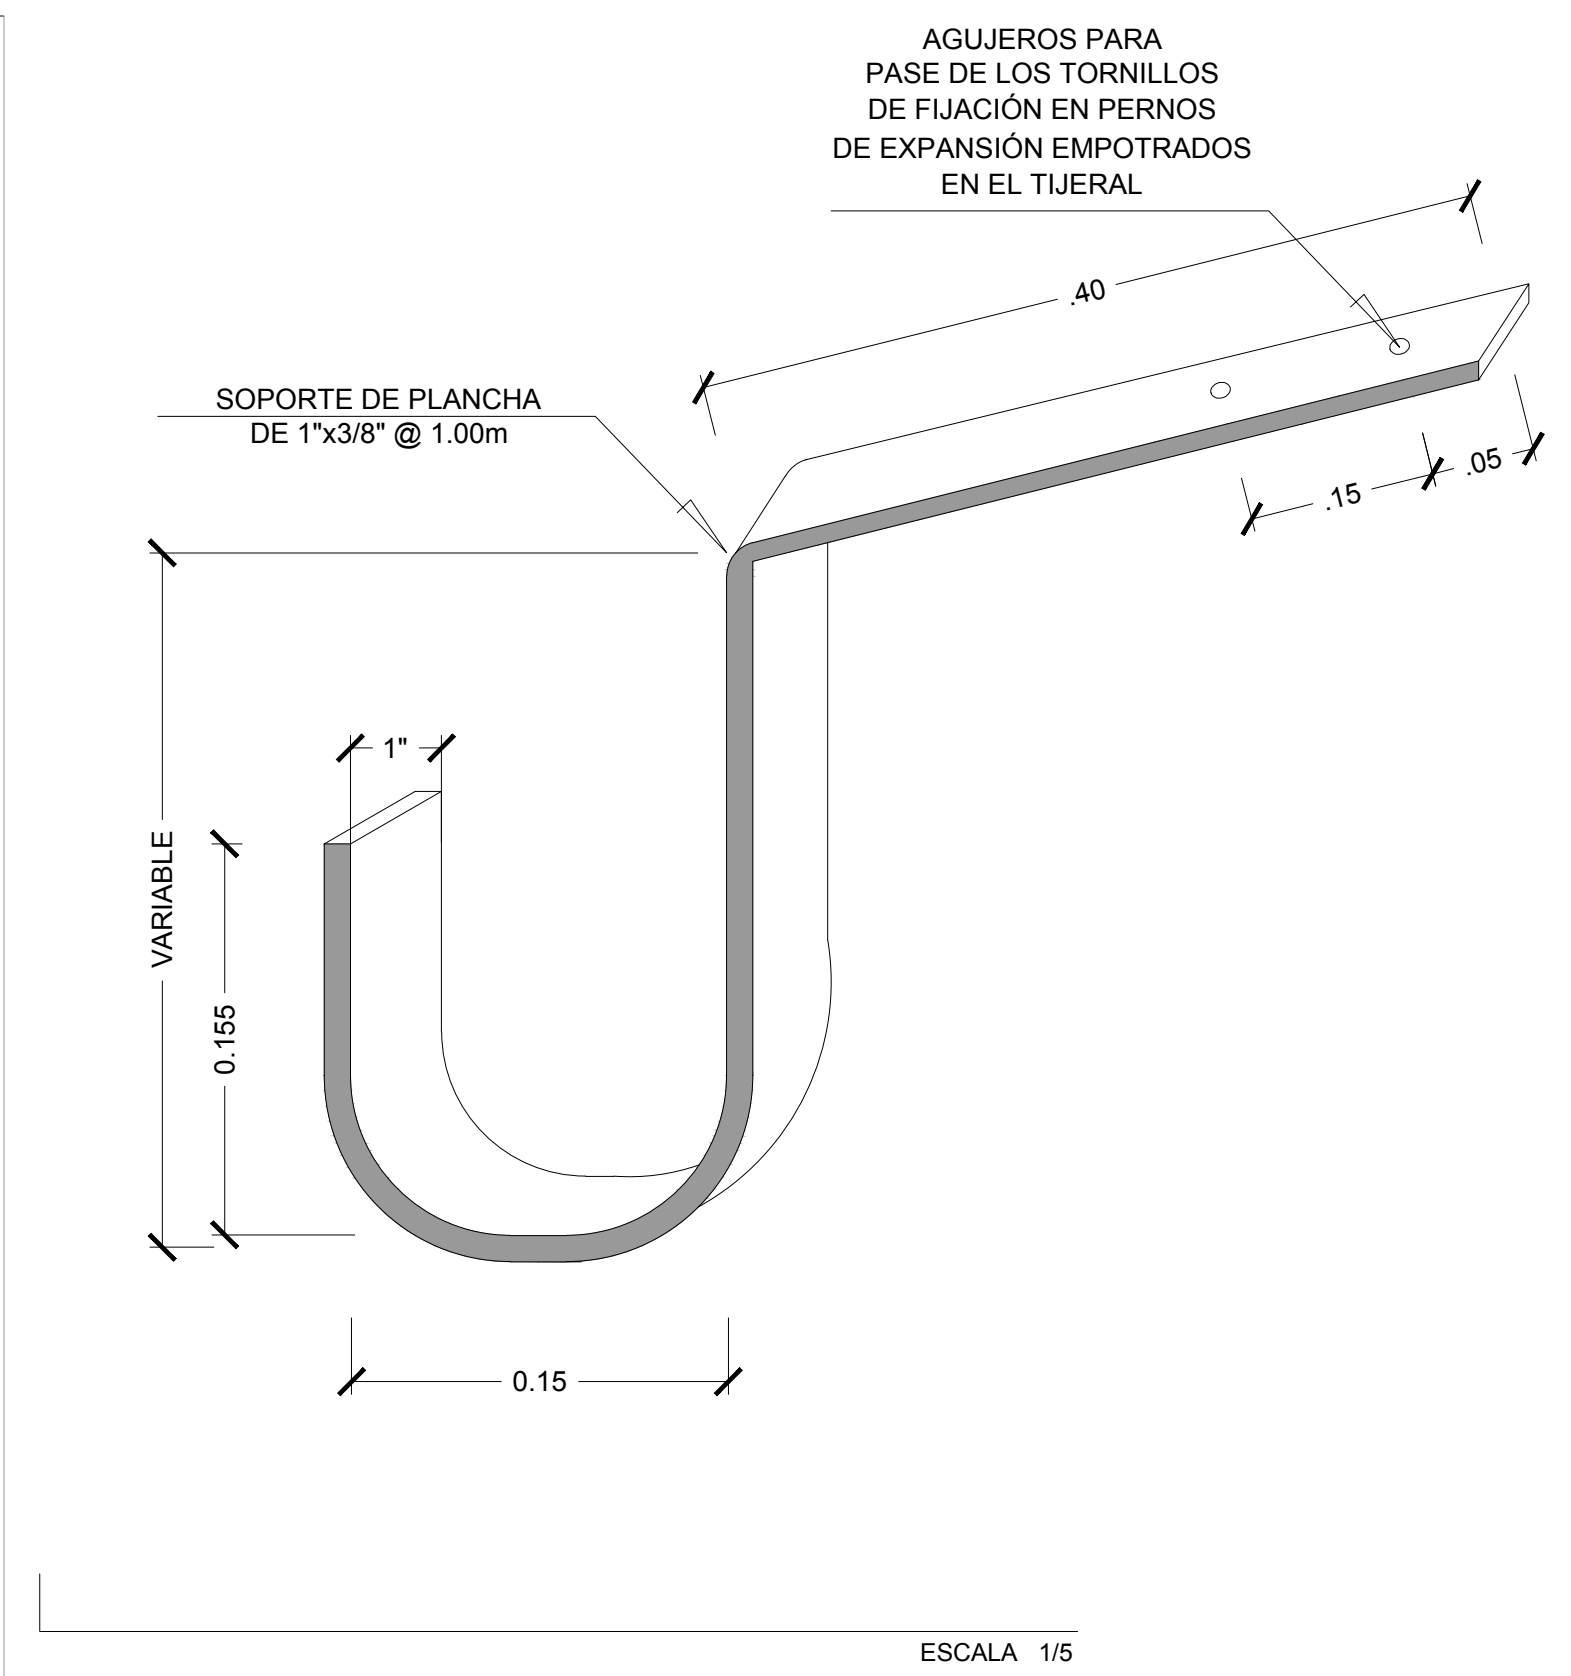 AGUJEROS PARA
PASE DE LOS TORNILLOS
DE FIJACIÓN EN PERNOS
DE EXPANSIÓN EMPOTRADOS
EN EL TIJERAL
.40
SOPORTE DE PLANCHA
DE 1"x3/8" @ 1.00m
.05
.15
1"
VARIABLE
0.155
0.15
ESCALA 1/5